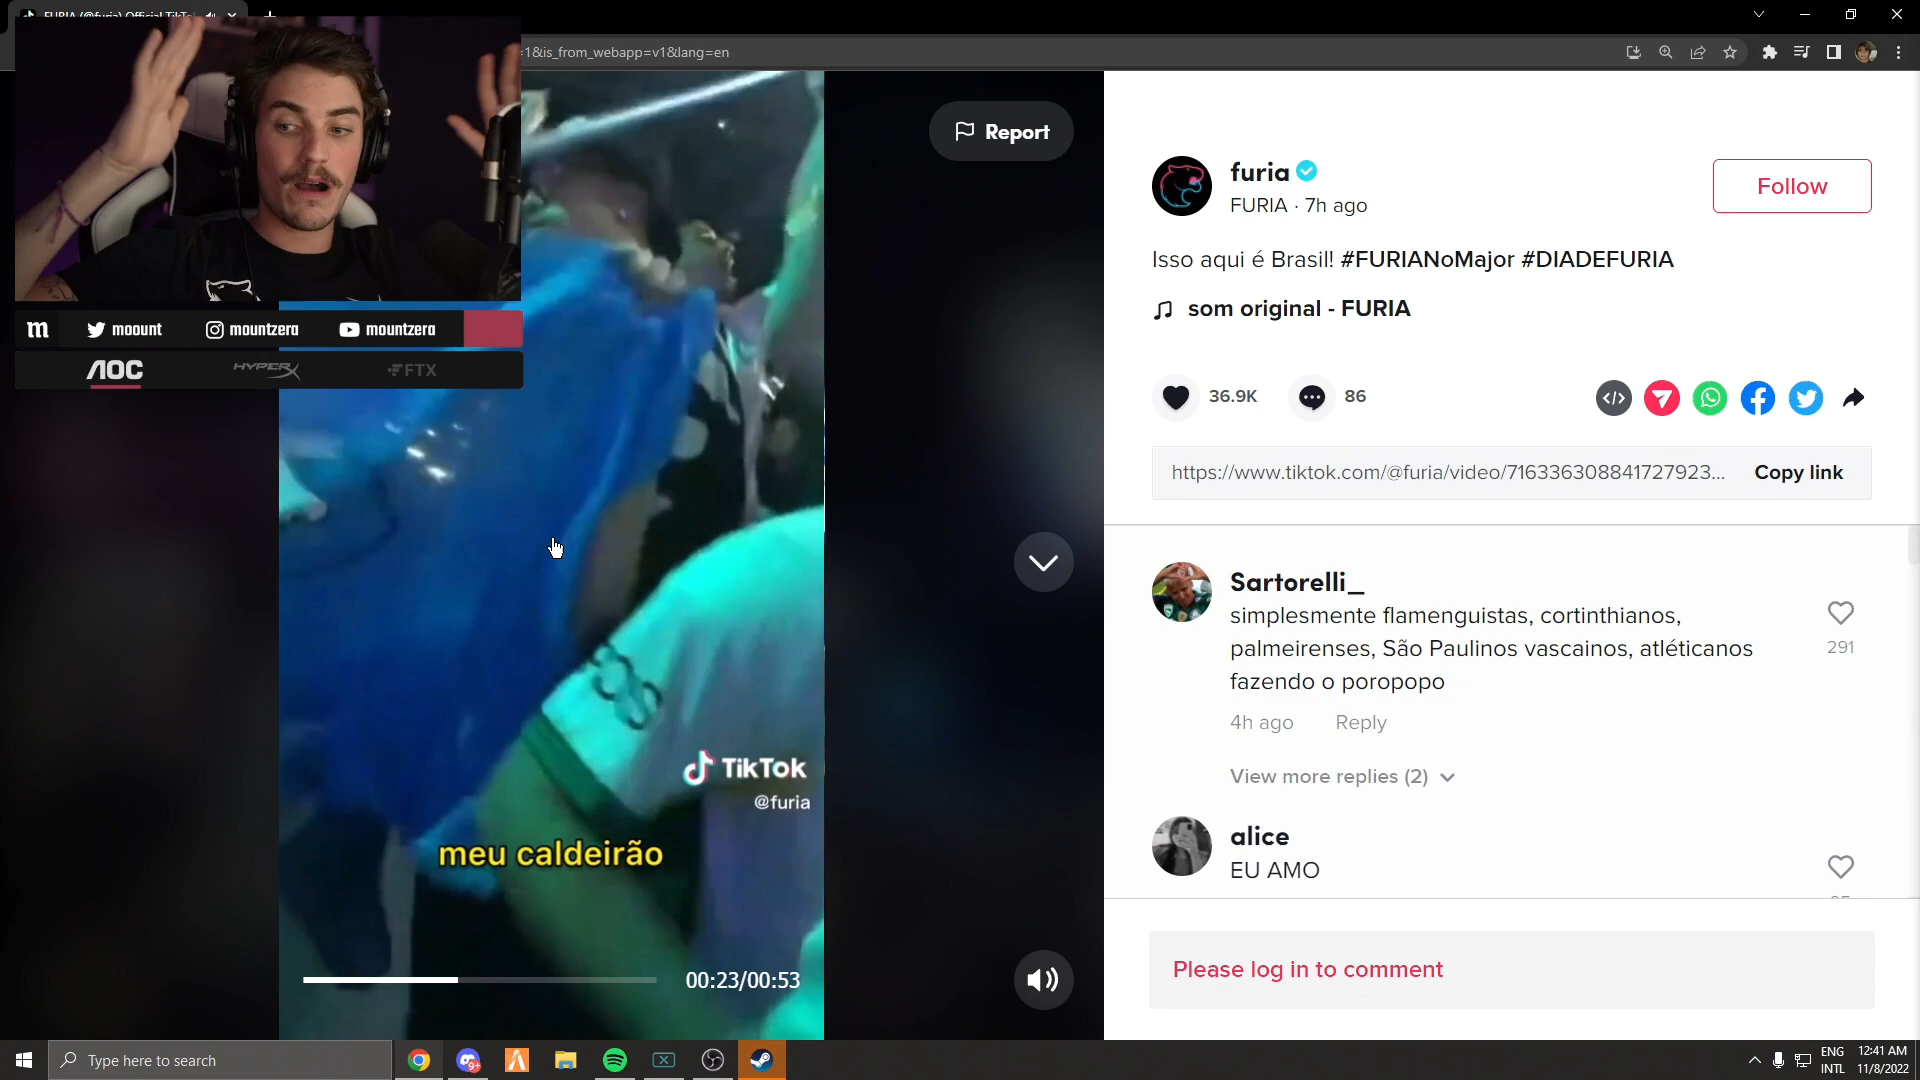 =1&is_from_webapp=v1&lang=en
m moount mountzera mountzera
AOC HYPERX FTX
Report
furia
FURIA · 7h ago
Follow
Isso aqui é Brasil! #FURIANoMajor #DIADEFURIA
som original - FURIA
36.9K 86
https://www.tiktok.com/@furia/video/716336308841727923... Copy link
Sartorelli_
simplesmente flamenguistas, cortinthianos,
palmeirenses, São Paulinos vascainos, atléticanos
fazendo o poropopo
291
4h ago Reply
View more replies (2)
alice
EU AMO
TikTok
@furia
meu caldeirão
00:23/00:53
Please log in to comment
Type here to search
9+
ENG
INTL
12:41 AM
11/8/2022